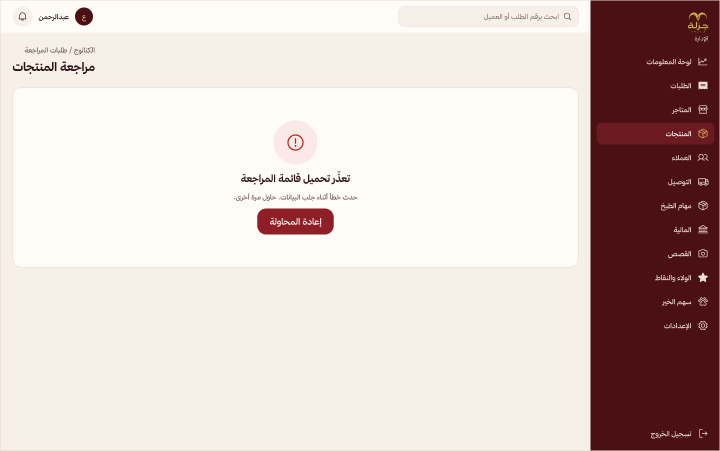 جزلة
الإدارة
لوحة المعلومات
الطلبات
المتاجر
المنتجات
العملاء
التوصيل
مهام الطبخ
المالية
القصص
الولاء والنقاط
سهم الخير
الإعدادات
تسجيل الخروج
ابحث برقم الطلب أو العميل
ع
عبدالرحمن
الكتالوج / طلبات المراجعة
مراجعة المنتجات
تعذّر تحميل قائمة المراجعة
حدث خطأ أثناء جلب البيانات. حاول مرة أخرى.
إعادة المحاولة